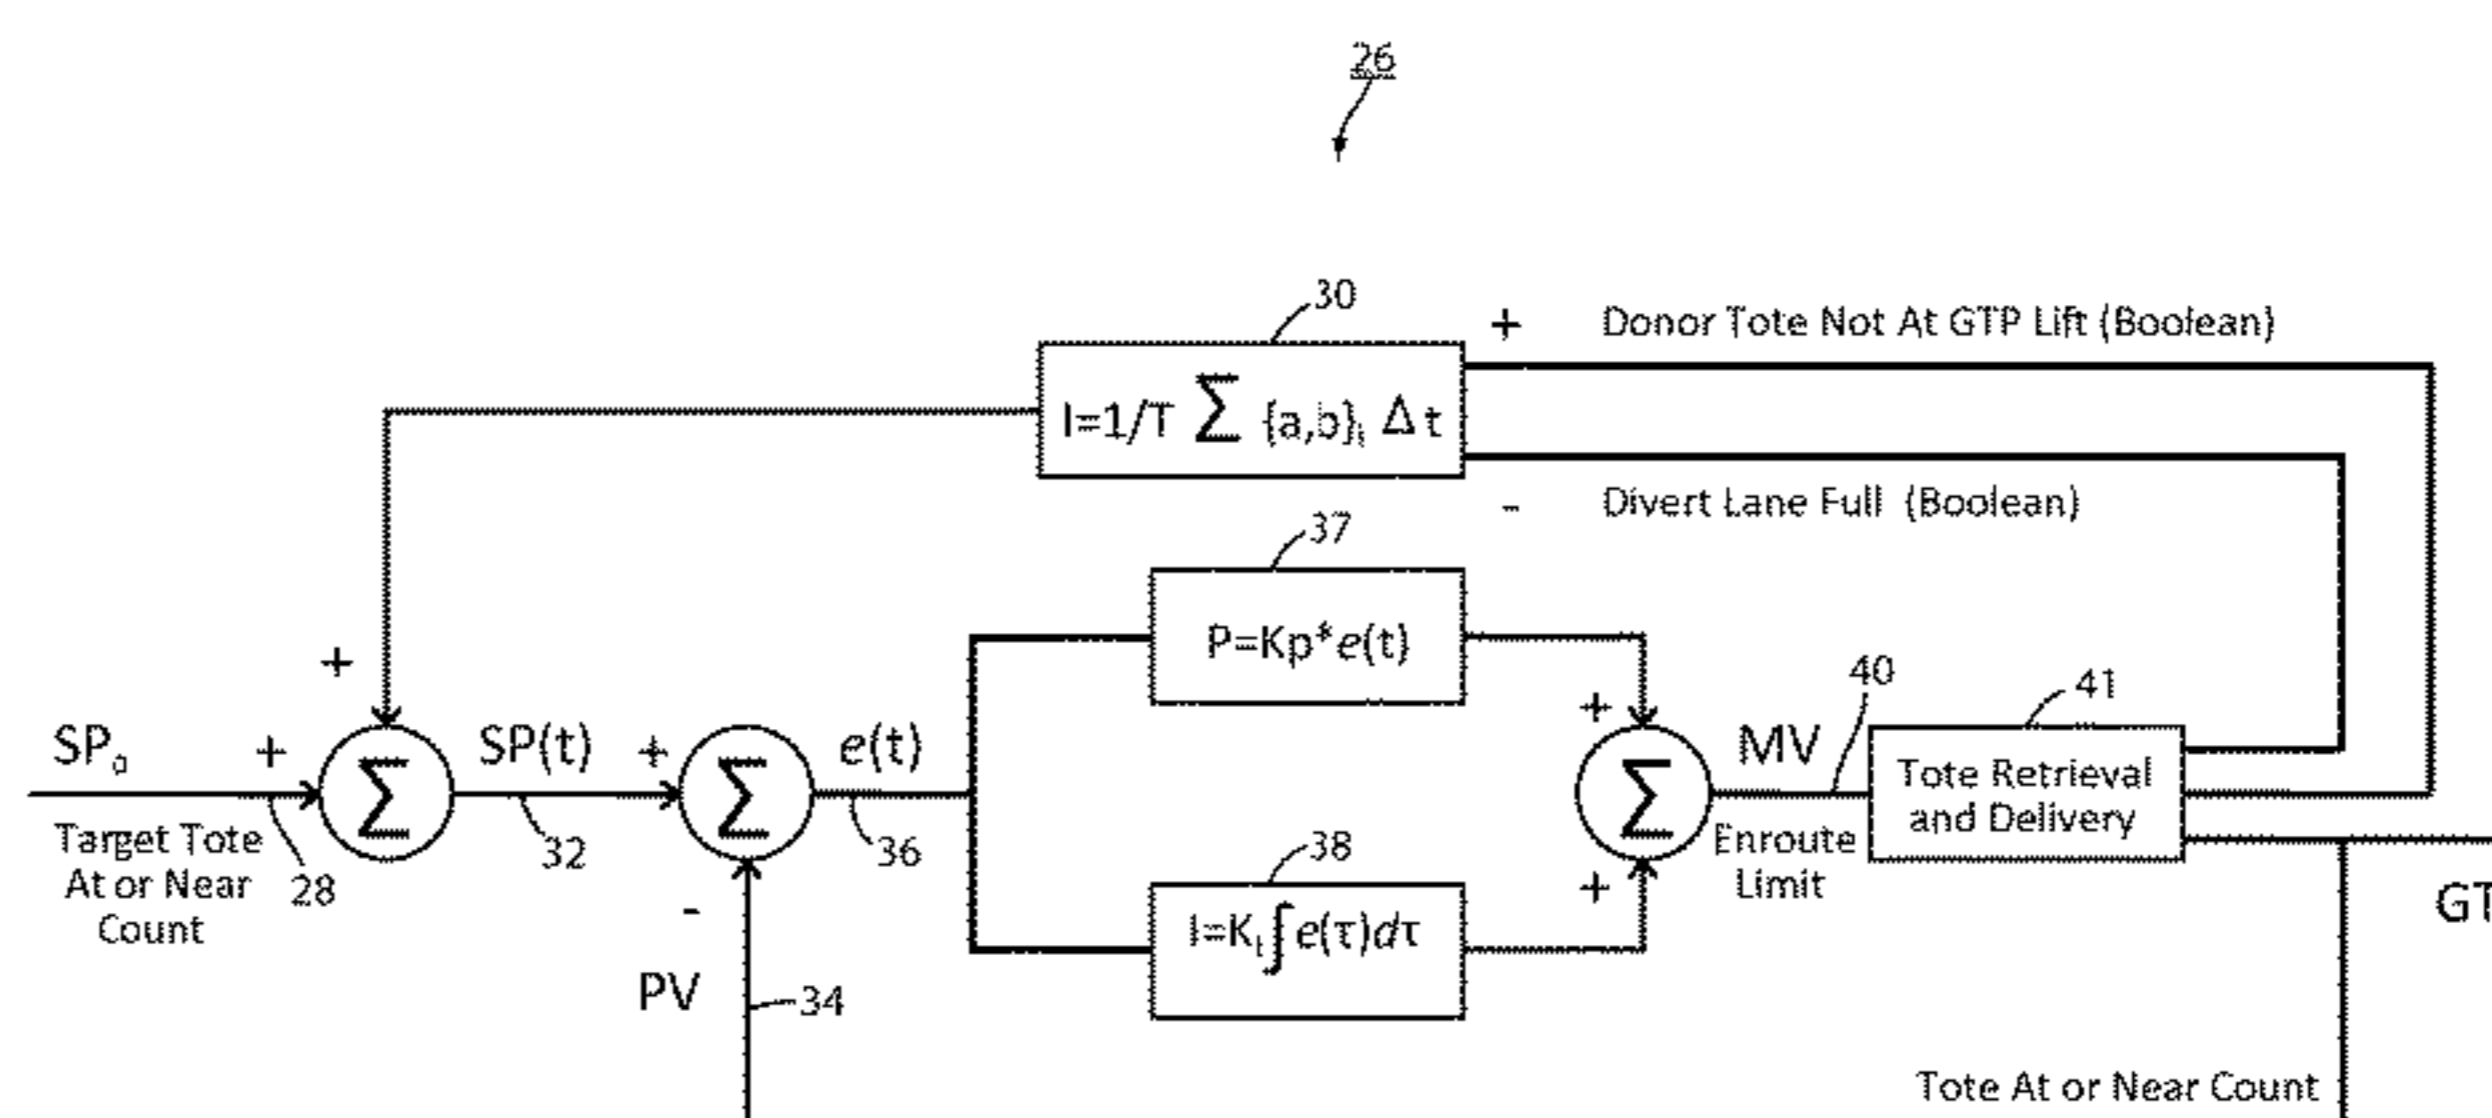 26
30
+ Donor Tote Not At GTP Lift (Boolean)
I=1/T ∑ {a,b}ᵢ Δ t
- Divert Lane Full (Boolean)
37
P=Kp*e(t)
+
+
40
41
SPₒ + ∑ SP(t) + ∑ e(t)
∑ MV
Tote Retrieval
and Delivery
Target Tote
At or Near
Count
28
32
36
38
Enroute
Limit
+
-
I=Kᵢ∫e(τ)dτ
GT
PV
34
Tote At or Near Count